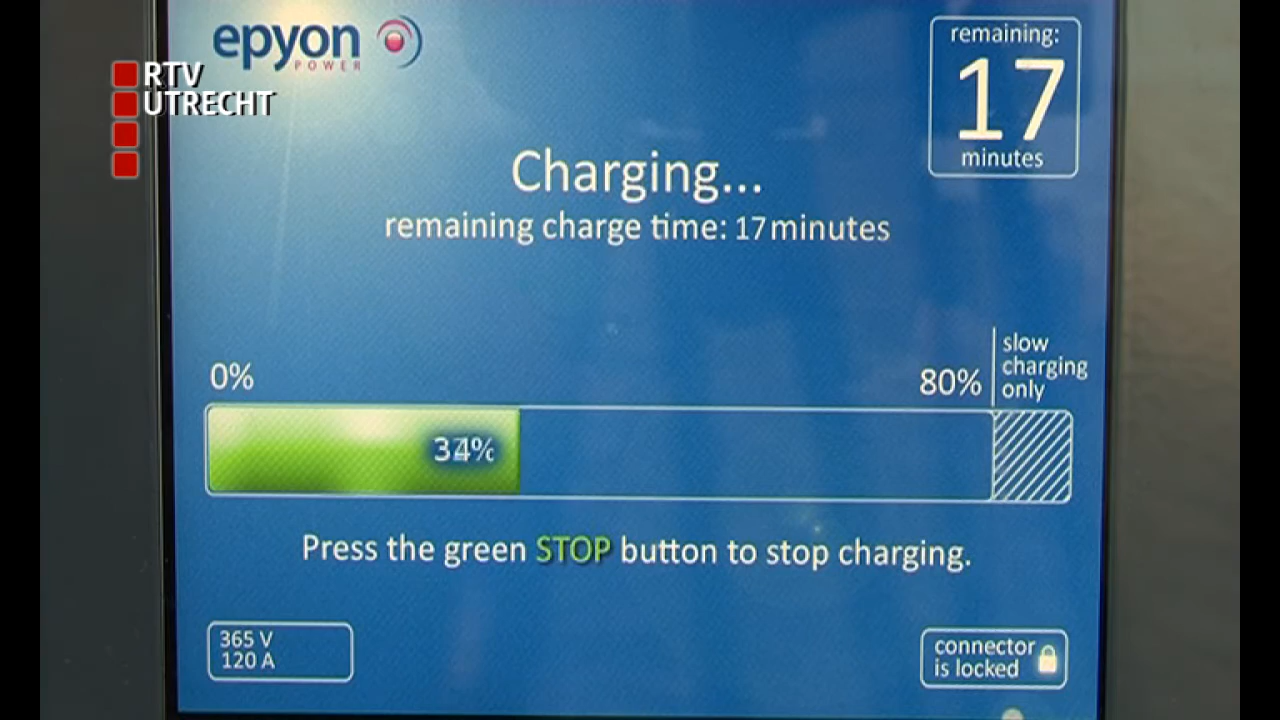 epyon
POWER
RTV
UTRECHT
remaining:
17
minutes
Charging...
remaining charge time: 17 minutes
0%
80%
slow
charging
only
34%
Press the green STOP button to stop charging.
365 V
120 A
connector
is locked